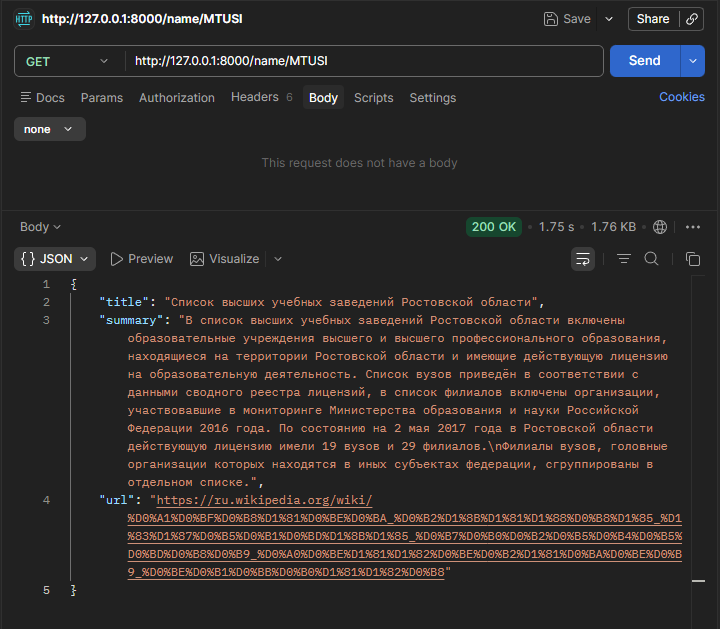 HTTP http://127.0.0.1:8000/name/MTUSI Save Share
GET http://127.0.0.1:8000/name/MTUSI Send
Docs Params Authorization Headers 6 Body Scripts Settings Cookies
none
This request does not have a body
Body 200 OK • 1.75 s • 1.76 KB •
{ } JSON Preview Visualize
1 {
2 "title": "Список высших учебных заведений Ростовской области",
3 "summary": "В список высших учебных заведений Ростовской области включены
образовательные учреждения высшего и высшего профессионального образования,
находящиеся на территории Ростовской области и имеющие действующую лицензию
на образовательную деятельность. Список вузов приведён в соответствии с
данными сводного реестра лицензий, в список филиалов включены организации,
участвовавшие в мониторинге Министерства образования и науки Российской
Федерации 2016 года. По состоянию на 2 мая 2017 года в Ростовской области
действующую лицензию имели 19 вузов и 29 филиалов.\nФилиалы вузов, головные
организации которых находятся в иных субъектах федерации, сгруппированы в
отдельном списке.",
4 "url": "https://ru.wikipedia.org/wiki/
%D0%A1%D0%BF%D0%B8%D1%81%D0%BE%D0%BA_%D0%B2%D1%8B%D1%81%D1%88%D0%B8%D1%85_%D1
%83%D1%87%D0%B5%D0%B1%D0%BD%D1%8B%D1%85_%D0%B7%D0%B0%D0%B2%D0%B5%D0%B4%D0%B5%
D0%BD%D0%B8%D0%B9_%D0%A0%D0%BE%D1%81%D1%82%D0%BE%D0%B2%D1%81%D0%BA%D0%BE%D0%B
9_%D0%BE%D0%B1%D0%BB%D0%B0%D1%81%D1%82%D0%B8"
5 }